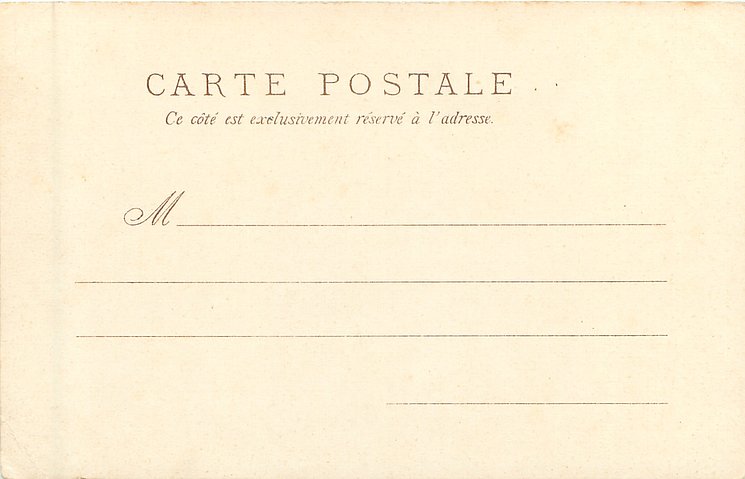 CARTE POSTALE
Ce côté est exclusivement réservé à l'adresse.
M